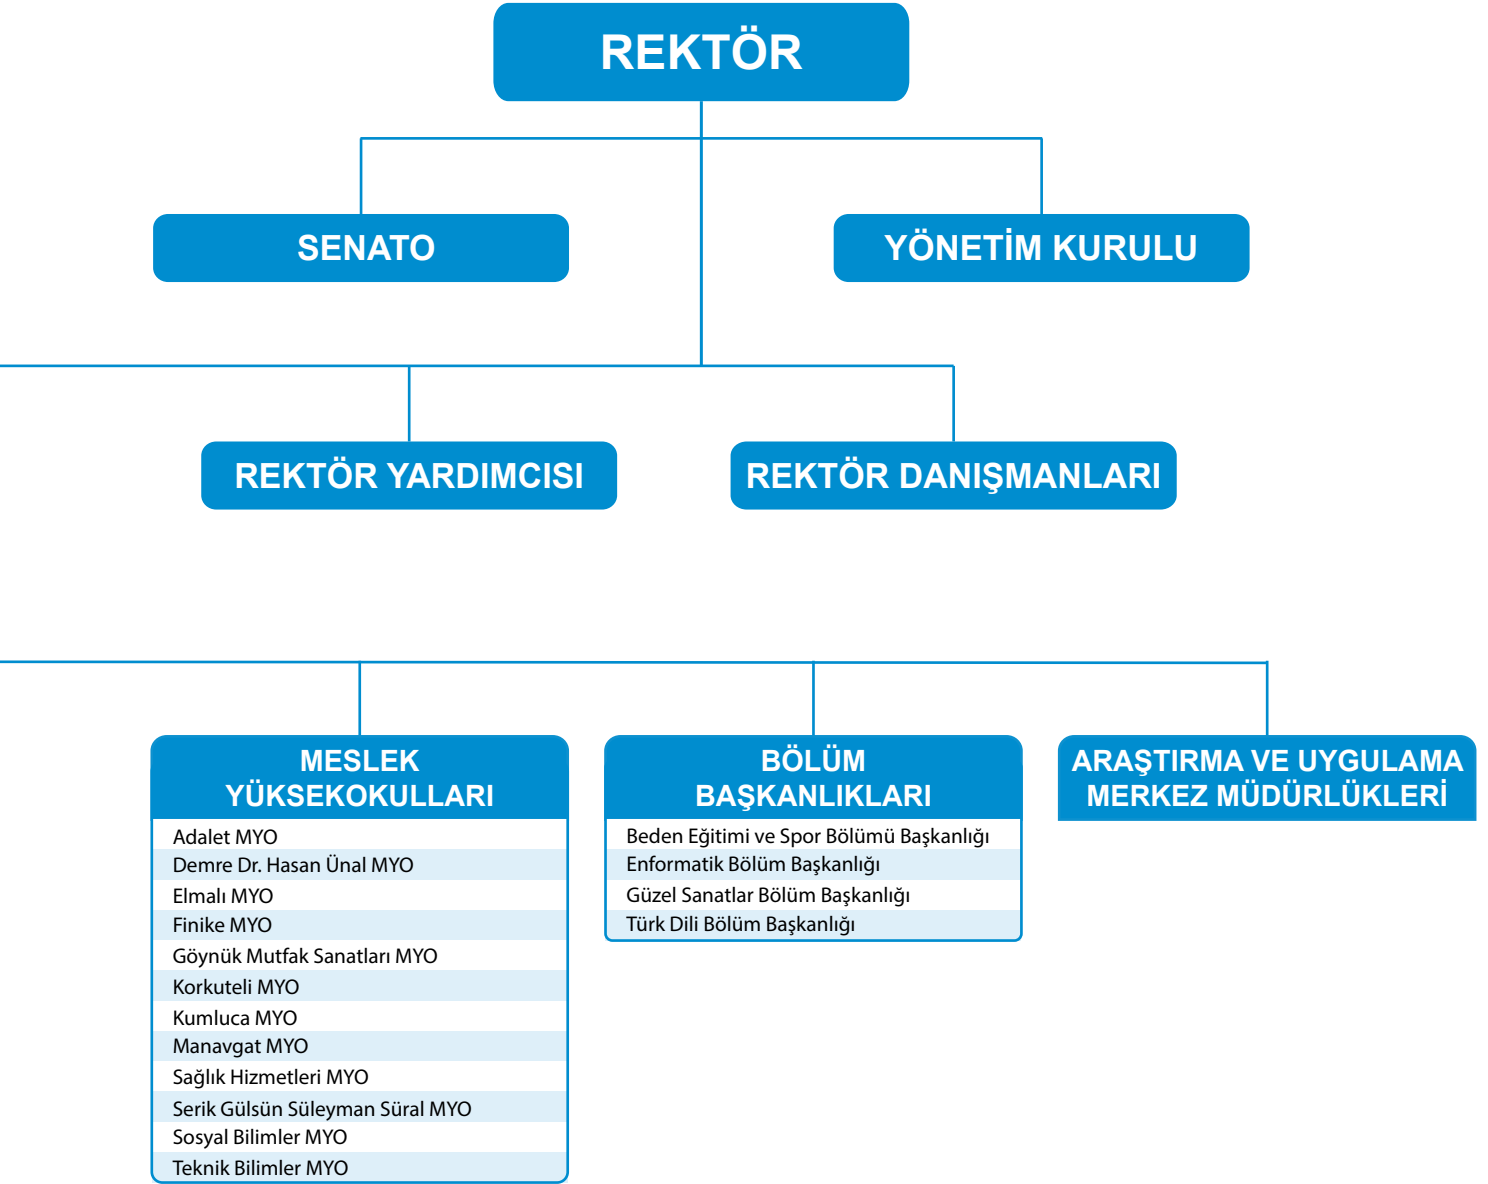 REKTÖR
SENATO
YÖNETİM KURULU
REKTÖR YARDIMCISI
REKTÖR DANIŞMANLARI
MESLEK
YÜKSEKOKULLARI
Adalet MYO
Demre Dr. Hasan Ünal MYO
Elmalı MYO
Finike MYO
Göynük Mutfak Sanatları MYO
Korkuteli MYO
Kumluca MYO
Manavgat MYO
Sağlık Hizmetleri MYO
Serik Gülsün Süleyman Süral MYO
Sosyal Bilimler MYO
Teknik Bilimler MYO
BÖLÜM
BAŞKANLIKLARI
Beden Eğitimi ve Spor Bölümü Başkanlığı
Enformatik Bölüm Başkanlığı
Güzel Sanatlar Bölüm Başkanlığı
Türk Dili Bölüm Başkanlığı
ARAŞTIRMA VE UYGULAMA
MERKEZ MÜDÜRLÜKLERİ